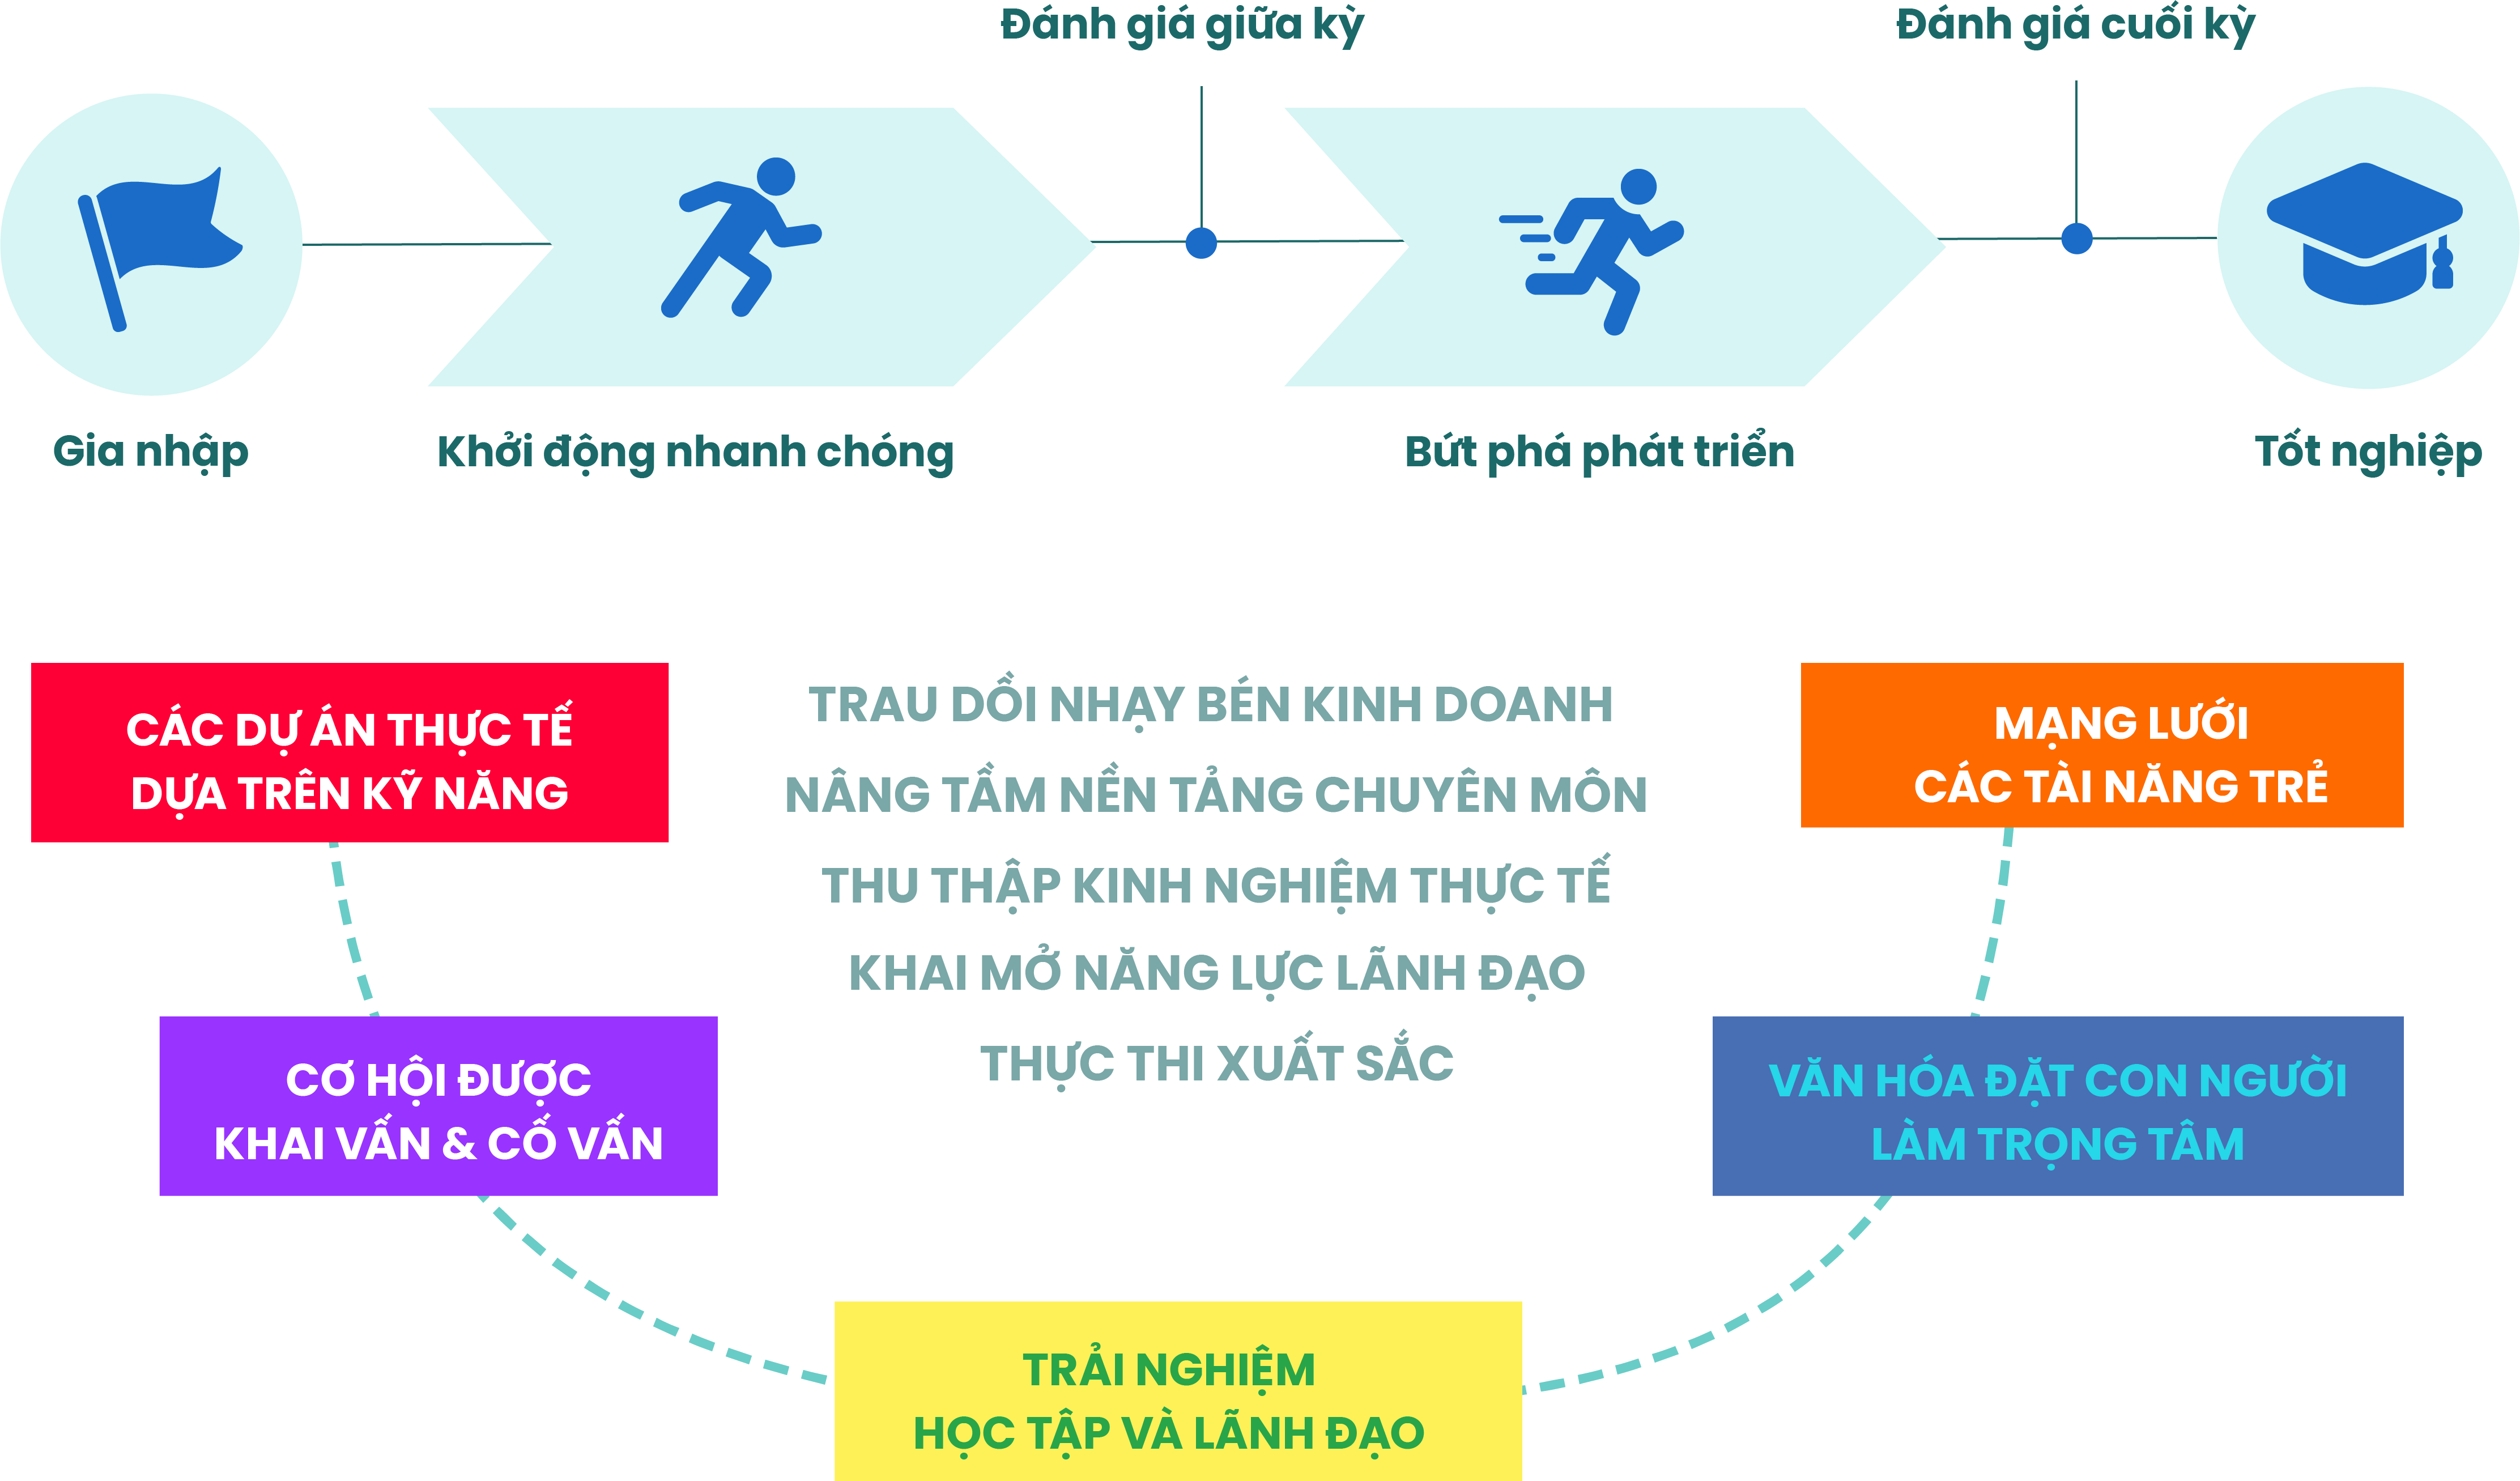 Đánh giá giữa kỳ
Đánh giá cuối kỳ
Gia nhập
Khởi động nhanh chóng
Bứt phá phát triển
Tốt nghiệp
CÁC DỰ ÁN THỰC TẾ
DỰA TRÊN KỸ NĂNG
TRAU DỒI NHẠY BÉN KINH DOANH
NÂNG TẦM NỀN TẢNG CHUYÊN MÔN
THU THẬP KINH NGHIỆM THỰC TẾ
KHAI MỞ NĂNG LỰC LÃNH ĐẠO
THỰC THI XUẤT SẮC
MẠNG LƯỚI
CÁC TÀI NĂNG TRẺ
CƠ HỘI ĐƯỢC
KHAI VẤN & CỐ VẤN
VĂN HÓA ĐẶT CON NGƯỜI
LÀM TRỌNG TÂM
TRẢI NGHIỆM
HỌC TẬP VÀ LÃNH ĐẠO